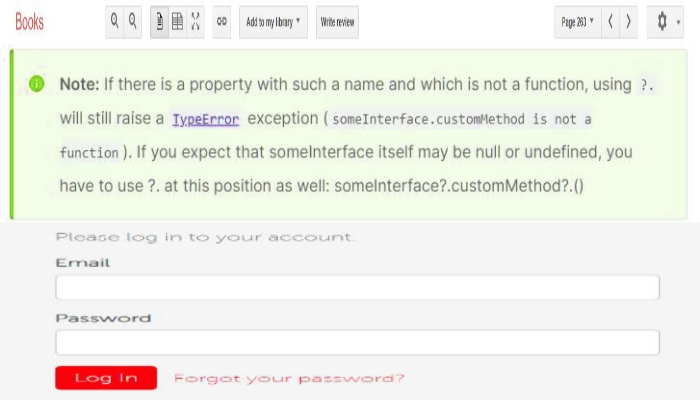 Books
Add to my library
Write review
Page 263
Note: If there is a property with such a name and which is not a function, using ?.
will still raise a TypeError exception ( someInterface.customMethod is not a
function ). If you expect that someInterface itself may be null or undefined, you
have to use ?. at this position as well: someInterface?.customMethod?.()
Please log in to your account.
Email
Password
Log In
Forgot your password?